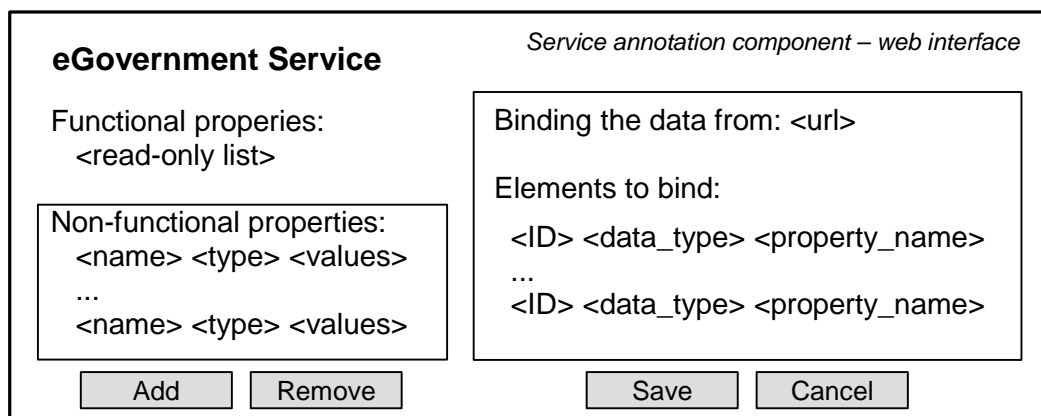 eGovernment Service
Service annotation component – web interface
Functional properies:
<read-only list>
Non-functional properties:
<name> <type> <values>
...
<name> <type> <values>
Add
Remove
Binding the data from: <url>
Elements to bind:
<ID> <data_type> <property_name>
...
<ID> <data_type> <property_name>
Save
Cancel